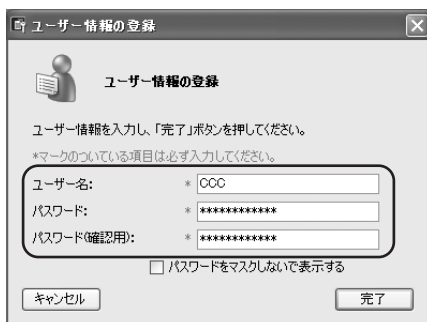 ユーザー情報の登録
ユーザー情報の登録
ユーザー情報を入力し、「完了」ボタンを押してください。
*マークのついている項目は必ず入力してください。
ユーザー名: * CCC
パスワード: * ************
パスワード(確認用): * ************
パスワードをマスクしないで表示する
キャンセル 完了